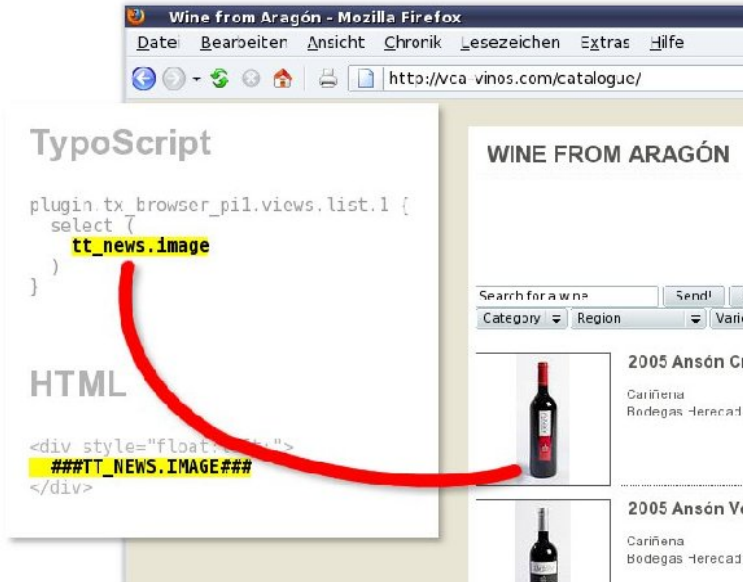 Wine from Aragón - Mozilla Firefox
Datei Bearbeiten Ansicht Chronik Lesezeichen Extras Hilfe
http://vca-vinos.com/catalogue/
TypoScript
plugin.tx_browser_pi1.views.list.1 {
select (
tt_news.image
)
}
HTML
<div style="float:left;">
###TT_NEWS.IMAGE###
</div>
WINE FROM ARAGÓN
Search for a wine Send!
Category Region
2005 Ansón
Cariñena
Bodegas
2005 Ansón
Cariñena
Bodegas